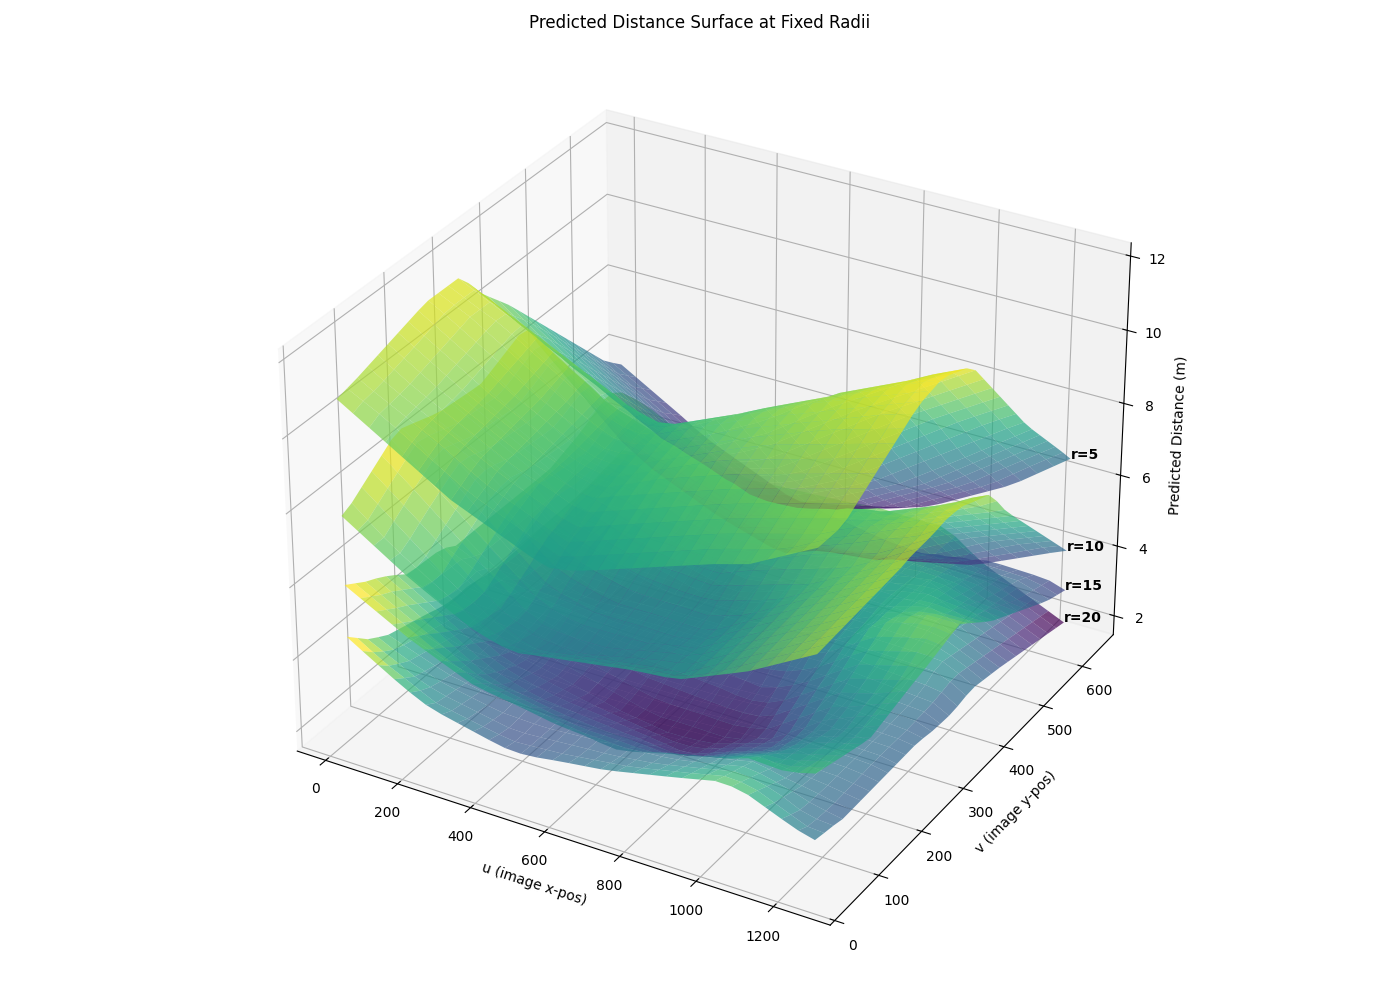 Predicted Distance Surface at Fixed Radii
12
10
8
6
4
2
Predicted Distance (m)
r=5
r=10
r=15
r=20
0
200
400
600
800
1000
1200
u (image x-pos)
0
100
200
300
400
500
600
v (image y-pos)